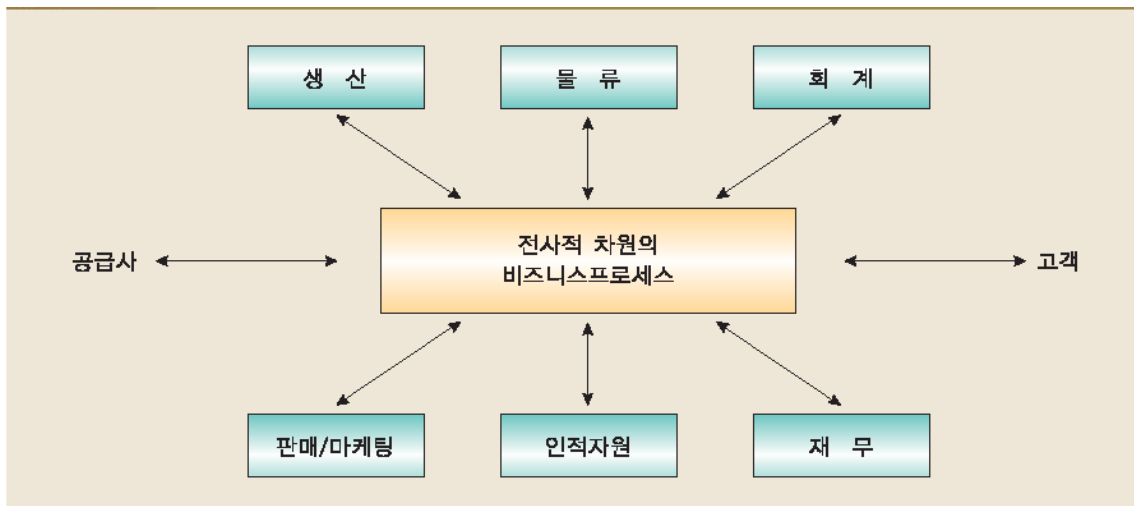 생 산
물 류
회 계
전사적 차원의
비즈니스프로세스
공급사
고객
판매/마케팅
인적자원
재 무